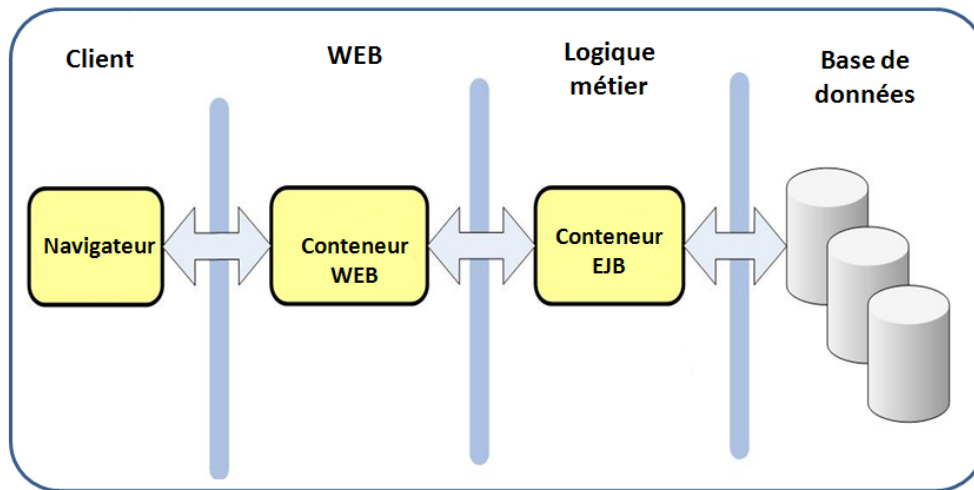 Client
WEB
Logique
métier
Base de
données
Navigateur
Conteneur
WEB
Conteneur
EJB